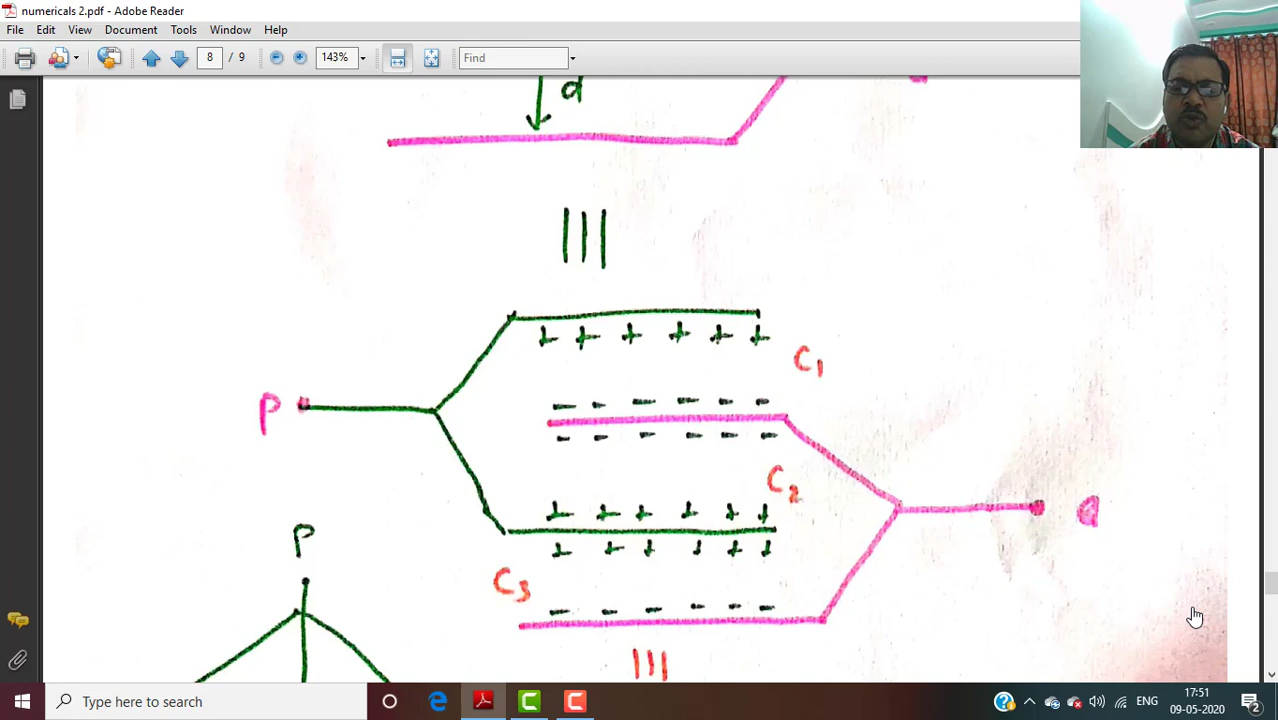 numericals 2.pdf - Adobe Reader
File Edit View Document Tools Window Help
8 / 9 143% Find
d
|||
+ + + + + +
C1
P
- - - - - -
- - - - - -
C2
+ + + + + +
Q
P
+ + + + + +
C3
- - - - - -
|||
Type here to search
ENG
17:51
09-05-2020
2